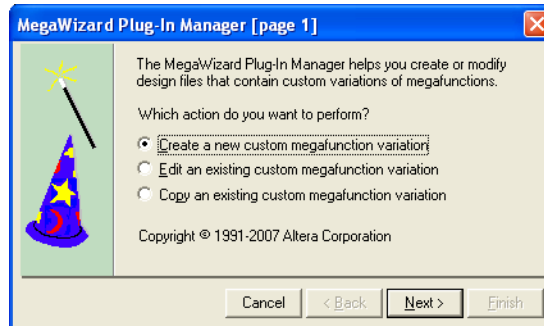 MegaWizard Plug-In Manager [page 1]
The MegaWizard Plug-In Manager helps you create or modify
design files that contain custom variations of megafunctions.
Which action do you want to perform?
Create a new custom megafunction variation
Edit an existing custom megafunction variation
Copy an existing custom megafunction variation
Copyright © 1991-2007 Altera Corporation
Cancel
< Back
Next >
Finish